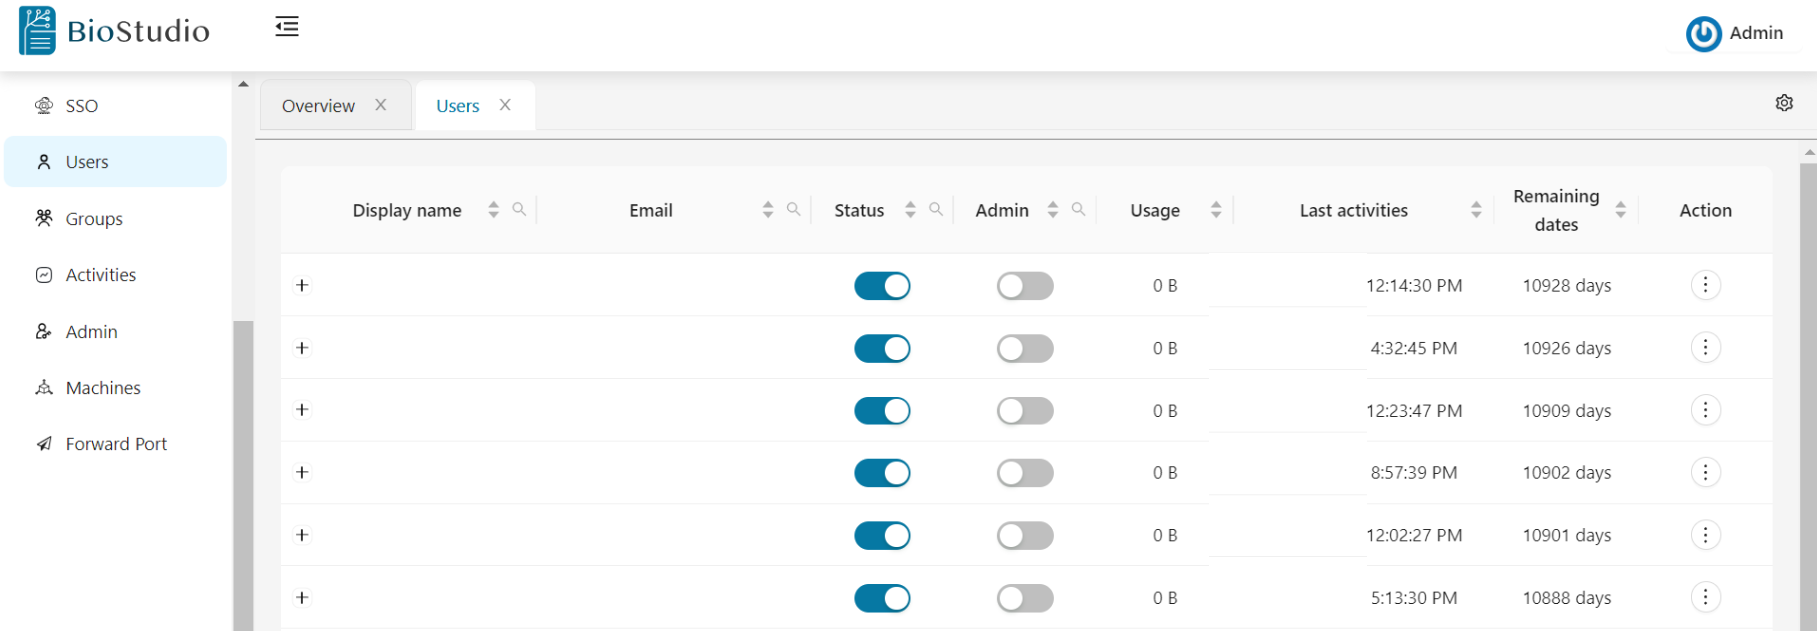 BioStudio
Admin
SSO
Users
Groups
Activities
Admin
Machines
Forward Port
Overview
Users
Display name
Email
Status
Admin
Usage
Last activities
Remaining
dates
Action
0 B 12:14:30 PM 10928 days
0 B 4:32:45 PM 10926 days
0 B 12:23:47 PM 10909 days
0 B 8:57:39 PM 10902 days
0 B 12:02:27 PM 10901 days
0 B 5:13:30 PM 10888 days